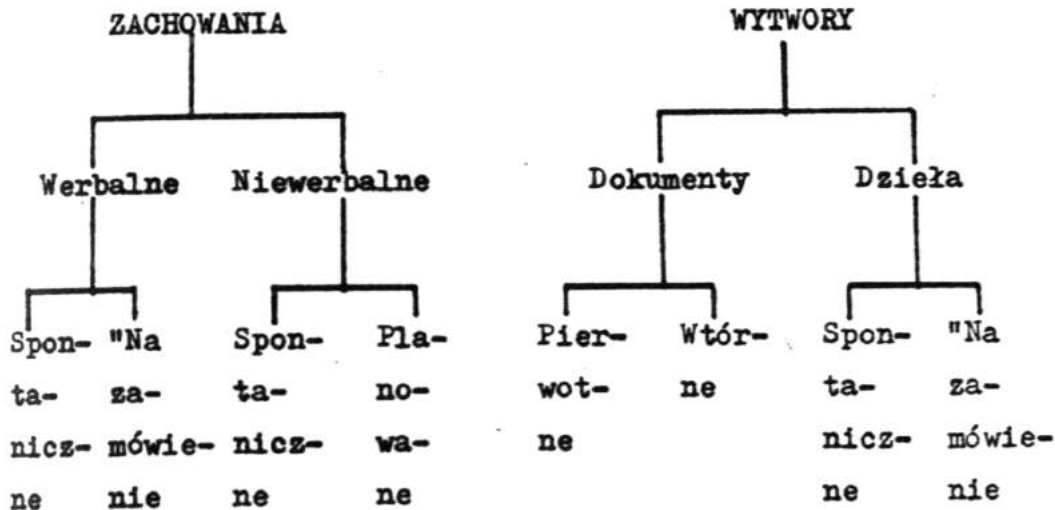 ZACHOWANIA WYTWORY
Werbalne Niewerbalne Dokumenty Dzieła
Spon- "Na Spon- Pla- Pier- Wtór- Spon- "Na
ta- za- ta- no- wot- ne ta- za-
nicz- mówie- nicz- wa- ne nicz- mówie-
ne nie ne ne ne nie